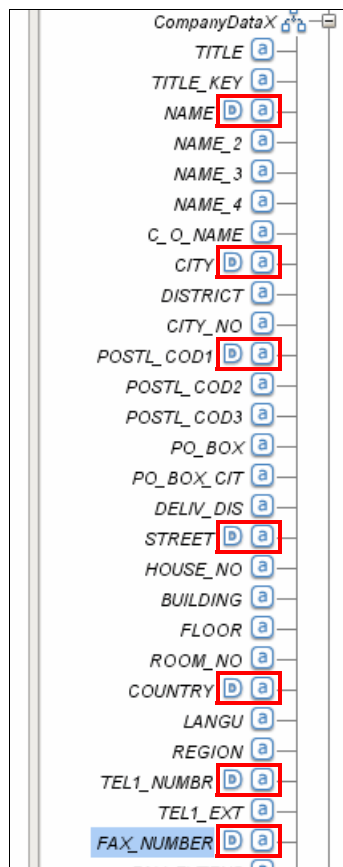 CompanyDataX
TITLE a
TITLE_KEY a
NAME D a
NAME_2 a
NAME_3 a
NAME_4 a
C_O_NAME a
CITY D a
DISTRICT a
CITY_NO a
POSTL_COD1 D a
POSTL_COD2 a
POSTL_COD3 a
PO_BOX a
PO_BOX_CIT a
DELIV_DIS a
STREET D a
HOUSE_NO a
BUILDING a
FLOOR a
ROOM_NO a
COUNTRY D a
LANGU a
REGION a
TEL1_NUMBR D a
TEL1_EXT a
FAX_NUMBER D a